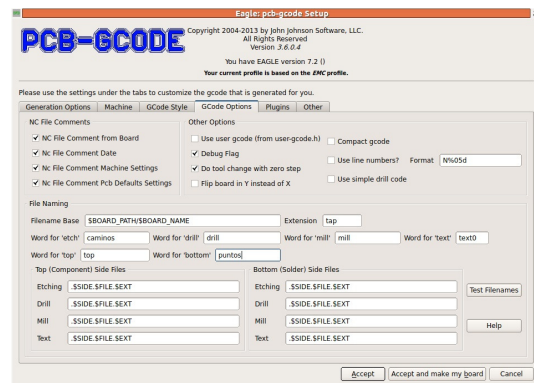 Eagle: pcb-gcode Setup
PCB-GCODE
Copyright 2004-2013 by John Johnson Software, LLC.
All Rights Reserved
Version 3.6.0.4
You have EAGLE version 7.2 ()
Your current profile is based on the EMC profile.
Please use the settings under the tabs to customize the gcode that is generated for you.
Generation Options Machine GCode Style GCode Options Plugins Other
NC File Comments
NC File Comment from Board
NC File Comment Date
NC File Comment Machine Settings
NC File Comment Pcb Defaults Settings
Other Options
Use user gcode (from user-gcode.h)
Debug Flag
Do tool change with zero step
Flip board in Y instead of X
Compact gcode
Use line numbers? Format N%05d
Use simple drill code
File Naming
Filename Base $BOARD_PATH/$BOARD_NAME Extension tap
Word for 'etch' caminos Word for 'drill' drill Word for 'mill' mill Word for 'text' text0
Word for 'top' top Word for 'bottom' puntos
Top (Component) Side Files
Etching .$SIDE.$FILE.$EXT
Drill .$SIDE.$FILE.$EXT
Mill .$SIDE.$FILE.$EXT
Text .$SIDE.$FILE.$EXT
Bottom (Solder) Side Files
Etching .$SIDE.$FILE.$EXT
Drill .$SIDE.$FILE.$EXT
Mill .$SIDE.$FILE.$EXT
Text .$SIDE.$FILE.$EXT
Test Filenames
Help
Accept Accept and make my board Cancel